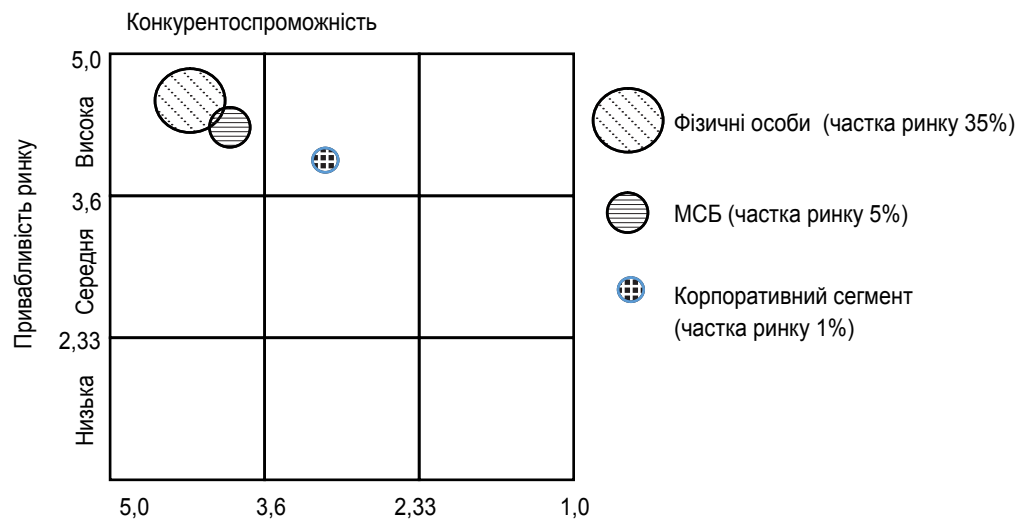 Конкурентоспроможність
5,0
Висока
3,6
Середня
2,33
Низька
Привабливість ринку
5,0 3,6 2,33 1,0
Фізичні особи (частка ринку 35%)
МСБ (частка ринку 5%)
Корпоративний сегмент
(частка ринку 1%)